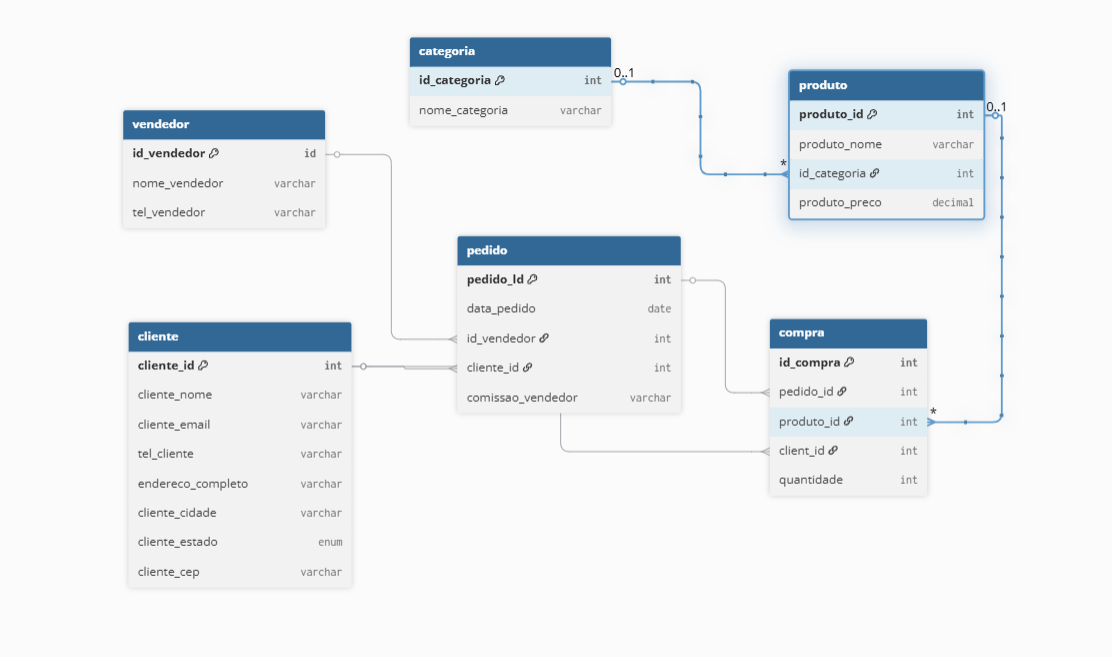 categoria
id_categoria int
nome_categoria varchar
0..1
*
produto
produto_id int
produto_nome varchar
id_categoria int
produto_preco decimal
0..1
*
vendedor
id_vendedor id
nome_vendedor varchar
tel_vendedor varchar
pedido
pedido_Id int
data_pedido date
id_vendedor int
cliente_id int
comissao_vendedor varchar
cliente
cliente_id int
cliente_nome varchar
cliente_email varchar
tel_cliente varchar
endereco_completo varchar
cliente_cidade varchar
cliente_estado enum
cliente_cep varchar
compra
id_compra int
pedido_id int
produto_id int
client_id int
quantidade int